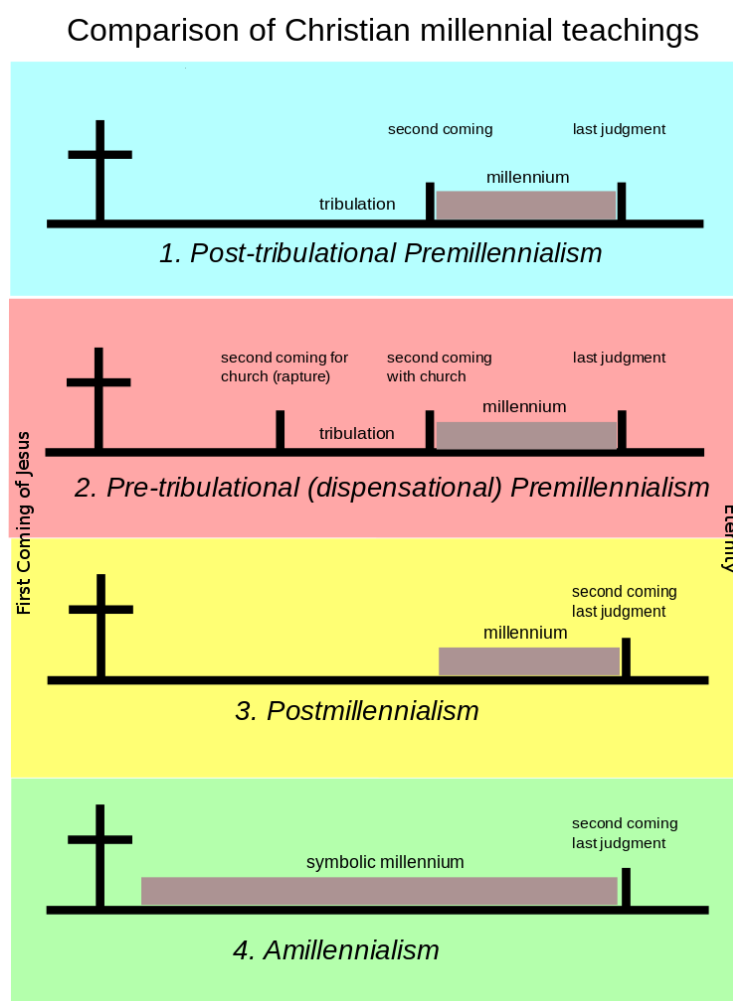 Comparison of Christian millennial teachings
second coming
last judgment
millennium
tribulation
1. Post-tribulational Premillennialism
second coming for
church (rapture)
second coming
with church
last judgment
millennium
tribulation
2. Pre-tribulational (dispensational) Premillennialism
First Coming of Jesus
Eternity
second coming
last judgment
millennium
3. Postmillennialism
second coming
last judgment
symbolic millennium
4. Amillennialism